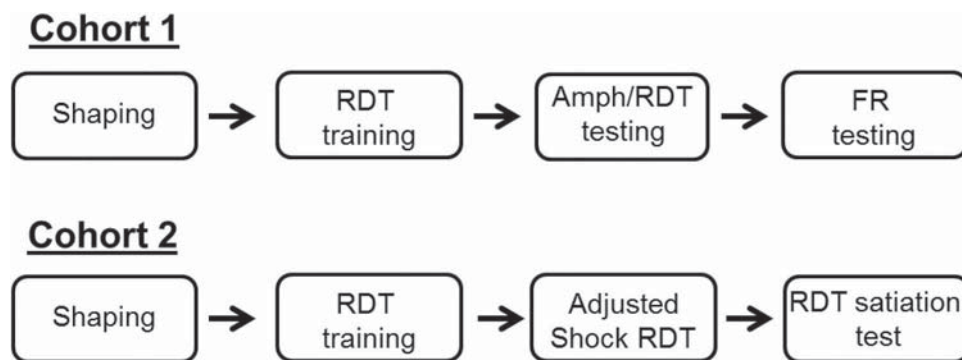 Cohort 1
Shaping
RDT
training
Amph/RDT
testing
FR
testing
Cohort 2
Shaping
RDT
training
Adjusted
Shock RDT
RDT satiation
test